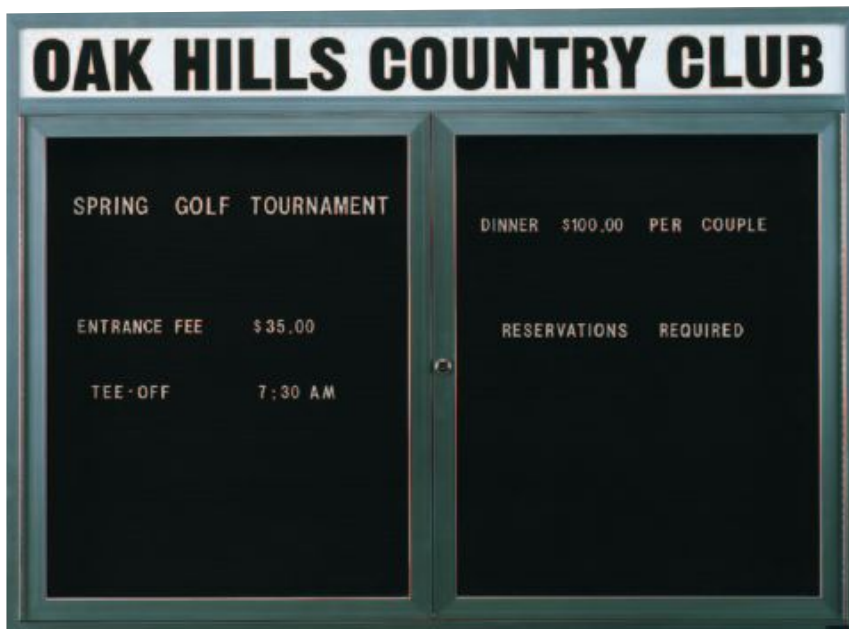 OAK HILLS COUNTRY CLUB
SPRING GOLF TOURNAMENT
ENTRANCE FEE $35.00
TEE-OFF 7:30 AM
DINNER $100.00 PER COUPLE
RESERVATIONS REQUIRED